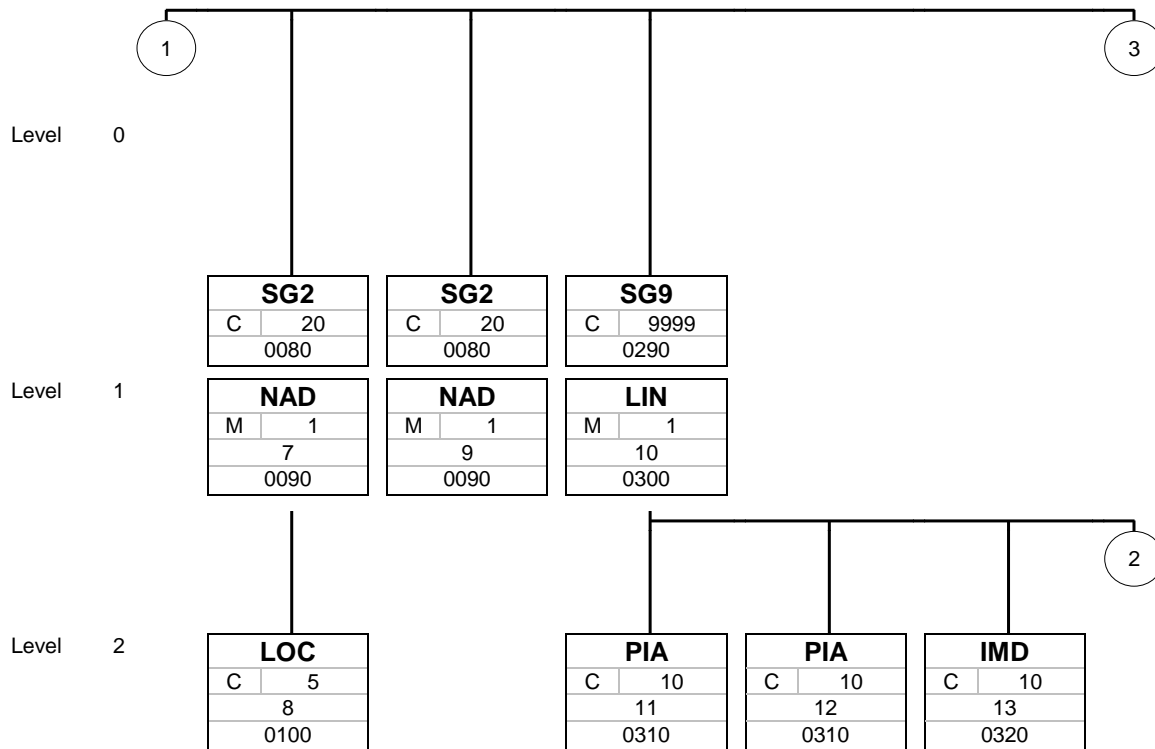 1 3
Level 0
SG2 SG2 SG9
C 20 C 20 C 9999
0080 0080 0290
Level 1
NAD NAD LIN
M 1 M 1 M 1
7 9 10
0090 0090 0300
2
Level 2
LOC PIA PIA IMD
C 5 C 10 C 10 C 10
8 11 12 13
0100 0310 0310 0320